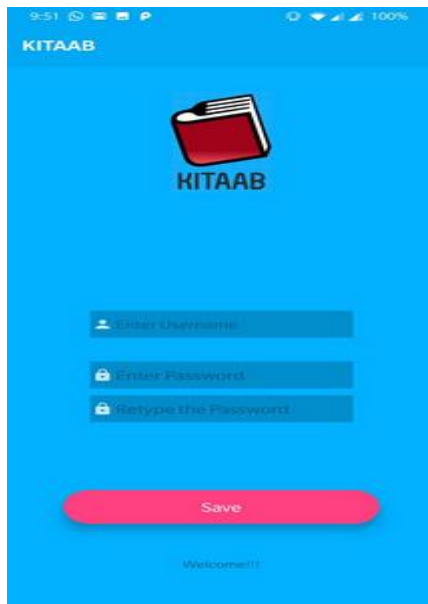 9:51 100%
KITAAB
KITAAB
Enter Username
Enter Password
Retype the Password
Save
Welcome!!!